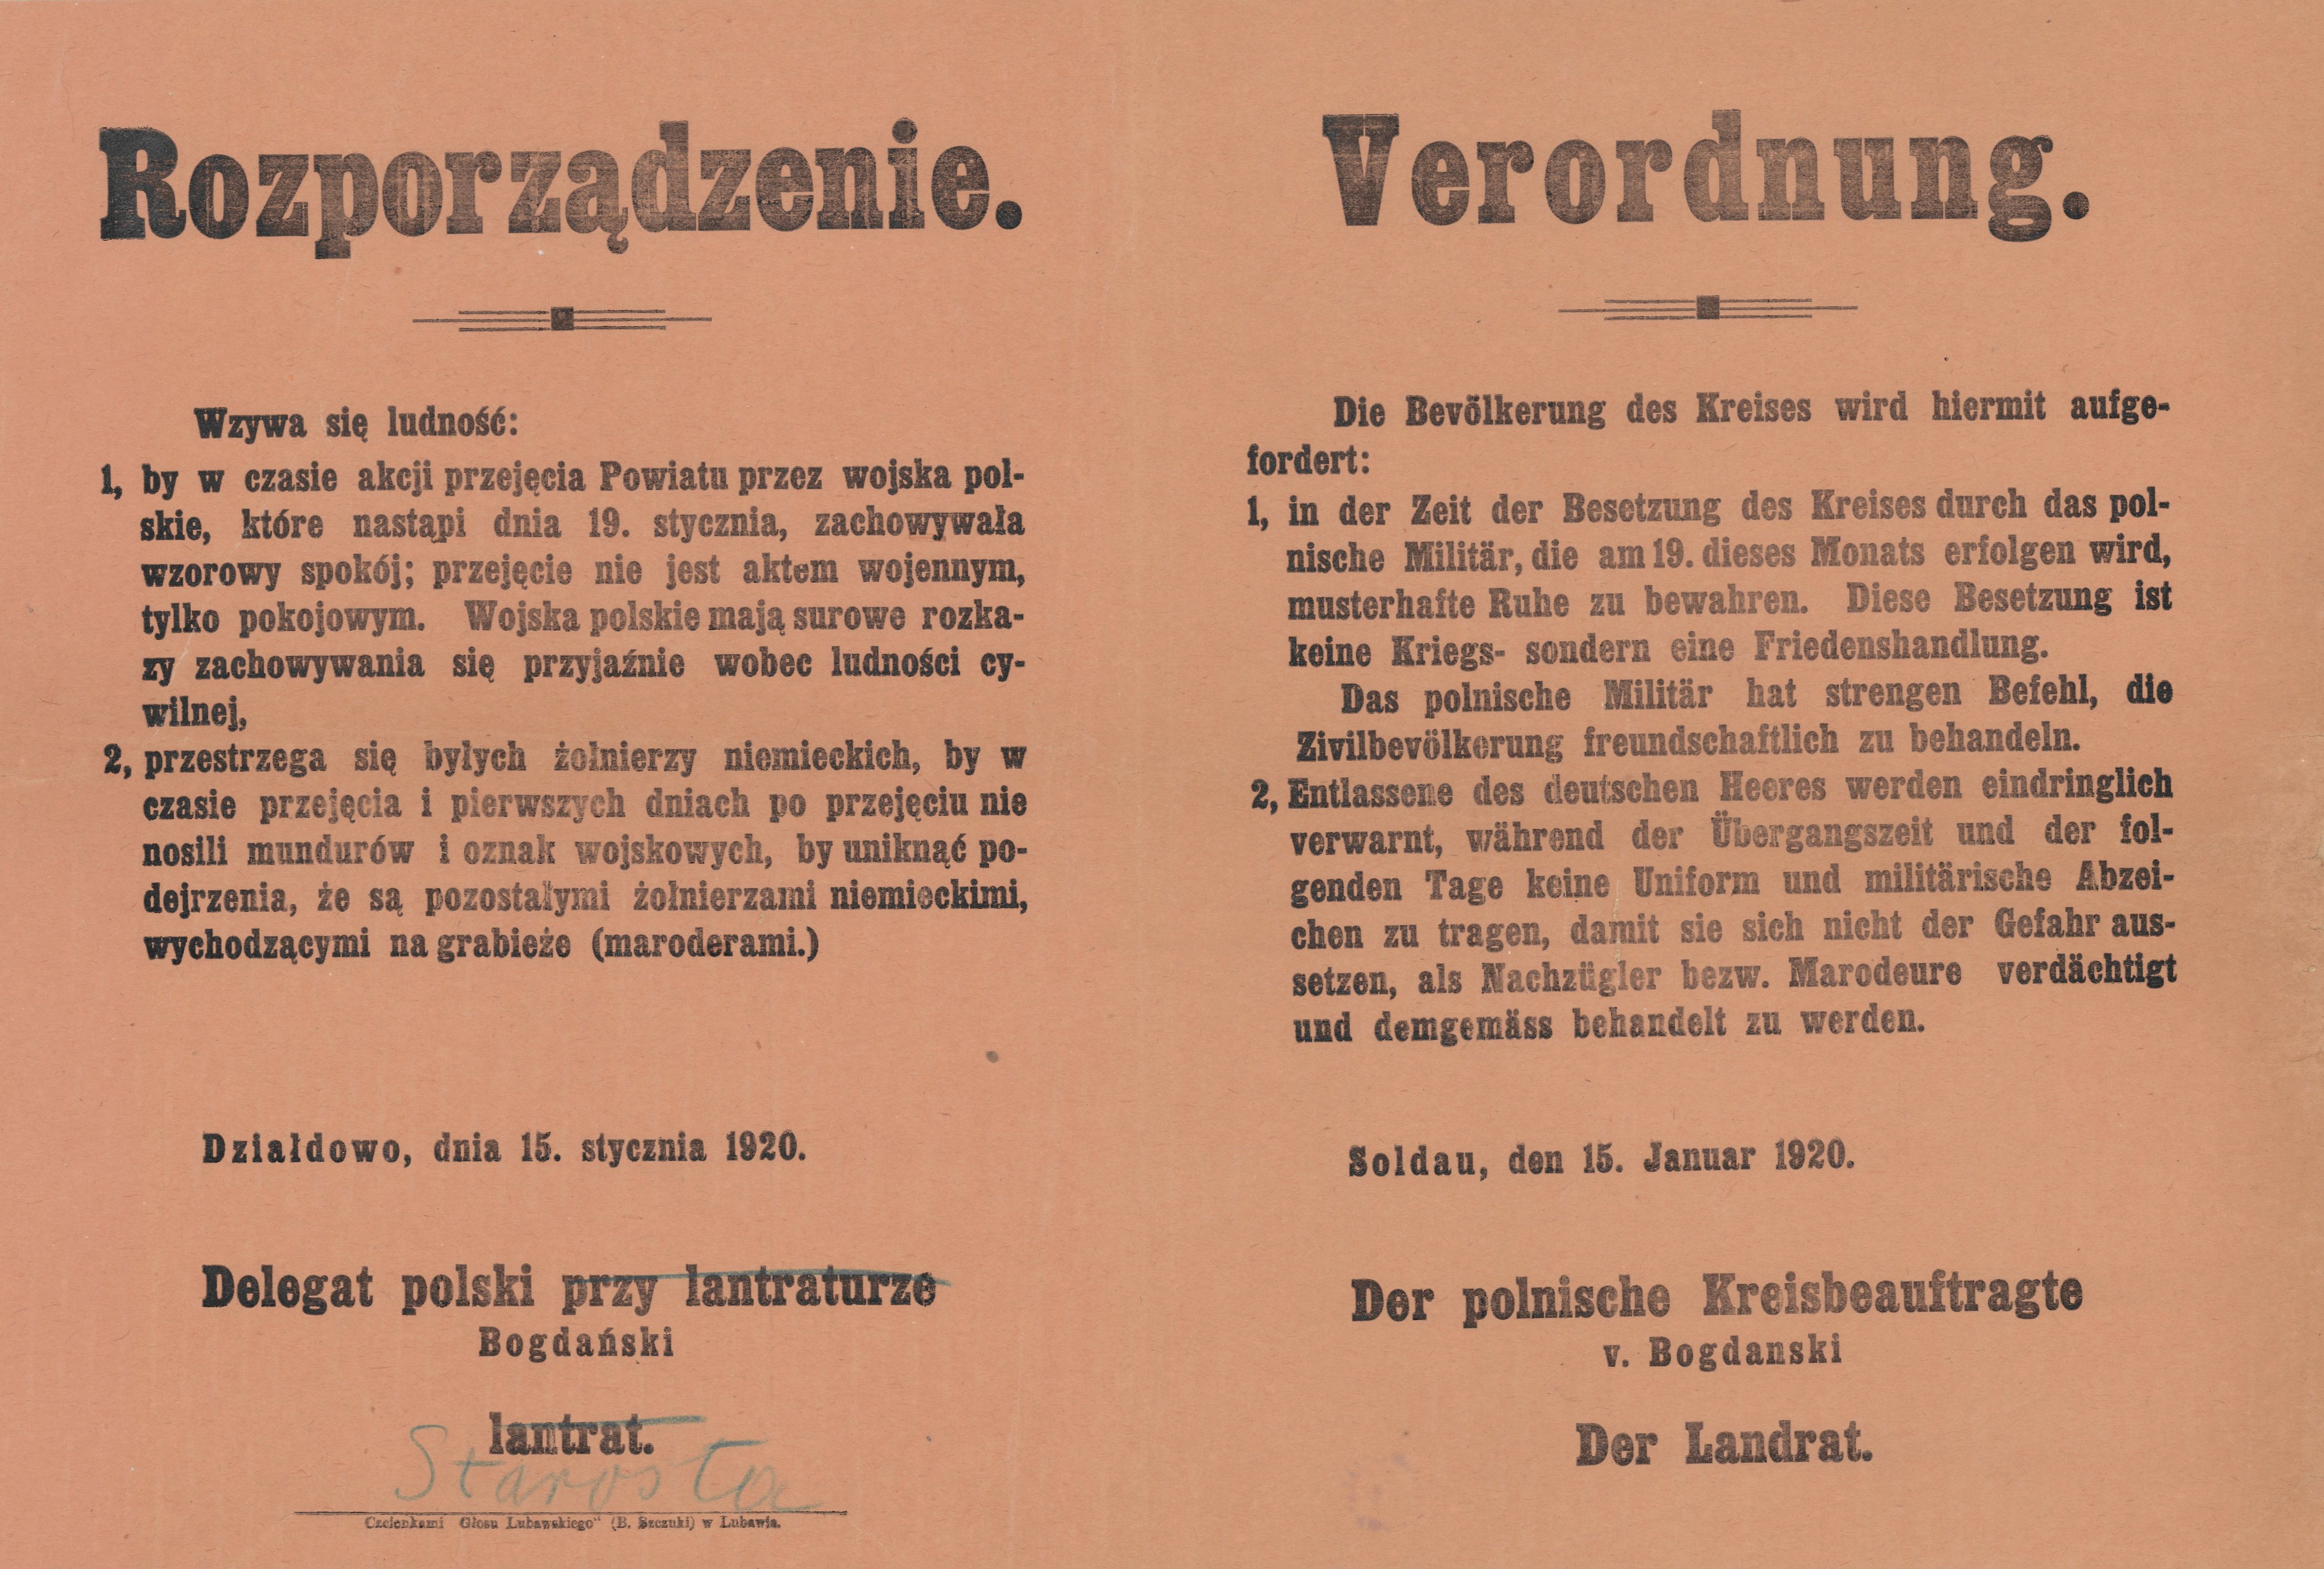 Rozporządzenie.
Wzywa się ludność:
1, by w czasie akcji przejęcia Powiatu przez wojska pol-
skie, które nastąpi dnia 19. stycznia, zachowywała
wzorowy spokój; przejęcie nie jest aktem wojennym,
tylko pokojowym. Wojska polskie mają surowe rozka-
zy zachowywania się przyjaźnie wobec ludności cy-
wilnej,
2, przestrzega się byłych żołnierzy niemieckich, by w
czasie przejęcia i pierwszych dniach po przejęciu nie
nosili mundurów i oznak wojskowych, by uniknąć po-
dejrzenia, że są pozostałymi żołnierzami niemieckimi,
wychodzącymi na grabieże (maroderami.)
Działdowo, dnia 15. stycznia 1920.
Delegat polski przy lantraturze
Bogdański
lantrat.
Starosta
Czcionkami Głosu Lubawskiego" (B. Szczuki) w Lubawie.
Verordnung.
Die Bevölkerung des Kreises wird hiermit aufge-
fordert:
1, in der Zeit der Besetzung des Kreises durch das pol-
nische Militär, die am 19. dieses Monats erfolgen wird,
musterhafte Ruhe zu bewahren. Diese Besetzung ist
keine Kriegs- sondern eine Friedenshandlung.
Das polnische Militär hat strengen Befehl, die
Zivilbevölkerung freundschaftlich zu behandeln.
2, Entlassene des deutschen Heeres werden eindringlich
verwarnt, während der Übergangszeit und der fol-
genden Tage keine Uniform und militärische Abzei-
chen zu tragen, damit sie sich nicht der Gefahr aus-
setzen, als Nachzügler bezw. Marodeure verdächtigt
und demgemäss behandelt zu werden.
Soldau, den 15. Januar 1920.
Der polnische Kreisbeauftragte
v. Bogdanski
Der Landrat.